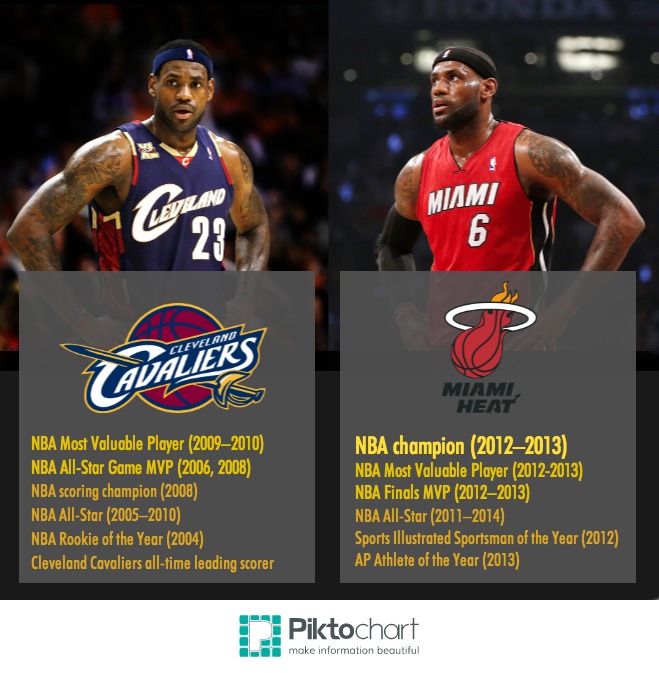 HONDA
CLEVELAND
23
MIAMI
6
CLEVELAND
CAVALIERS
NBA Most Valuable Player (2009–2010)
NBA All-Star Game MVP (2006, 2008)
NBA scoring champion (2008)
NBA All-Star (2005–2010)
NBA Rookie of the Year (2004)
Cleveland Cavaliers all-time leading scorer
MIAMI
HEAT
NBA champion (2012–2013)
NBA Most Valuable Player (2012-2013)
NBA Finals MVP (2012–2013)
NBA All-Star (2011–2014)
Sports Illustrated Sportsman of the Year (2012)
AP Athlete of the Year (2013)
Piktochart
make information beautiful